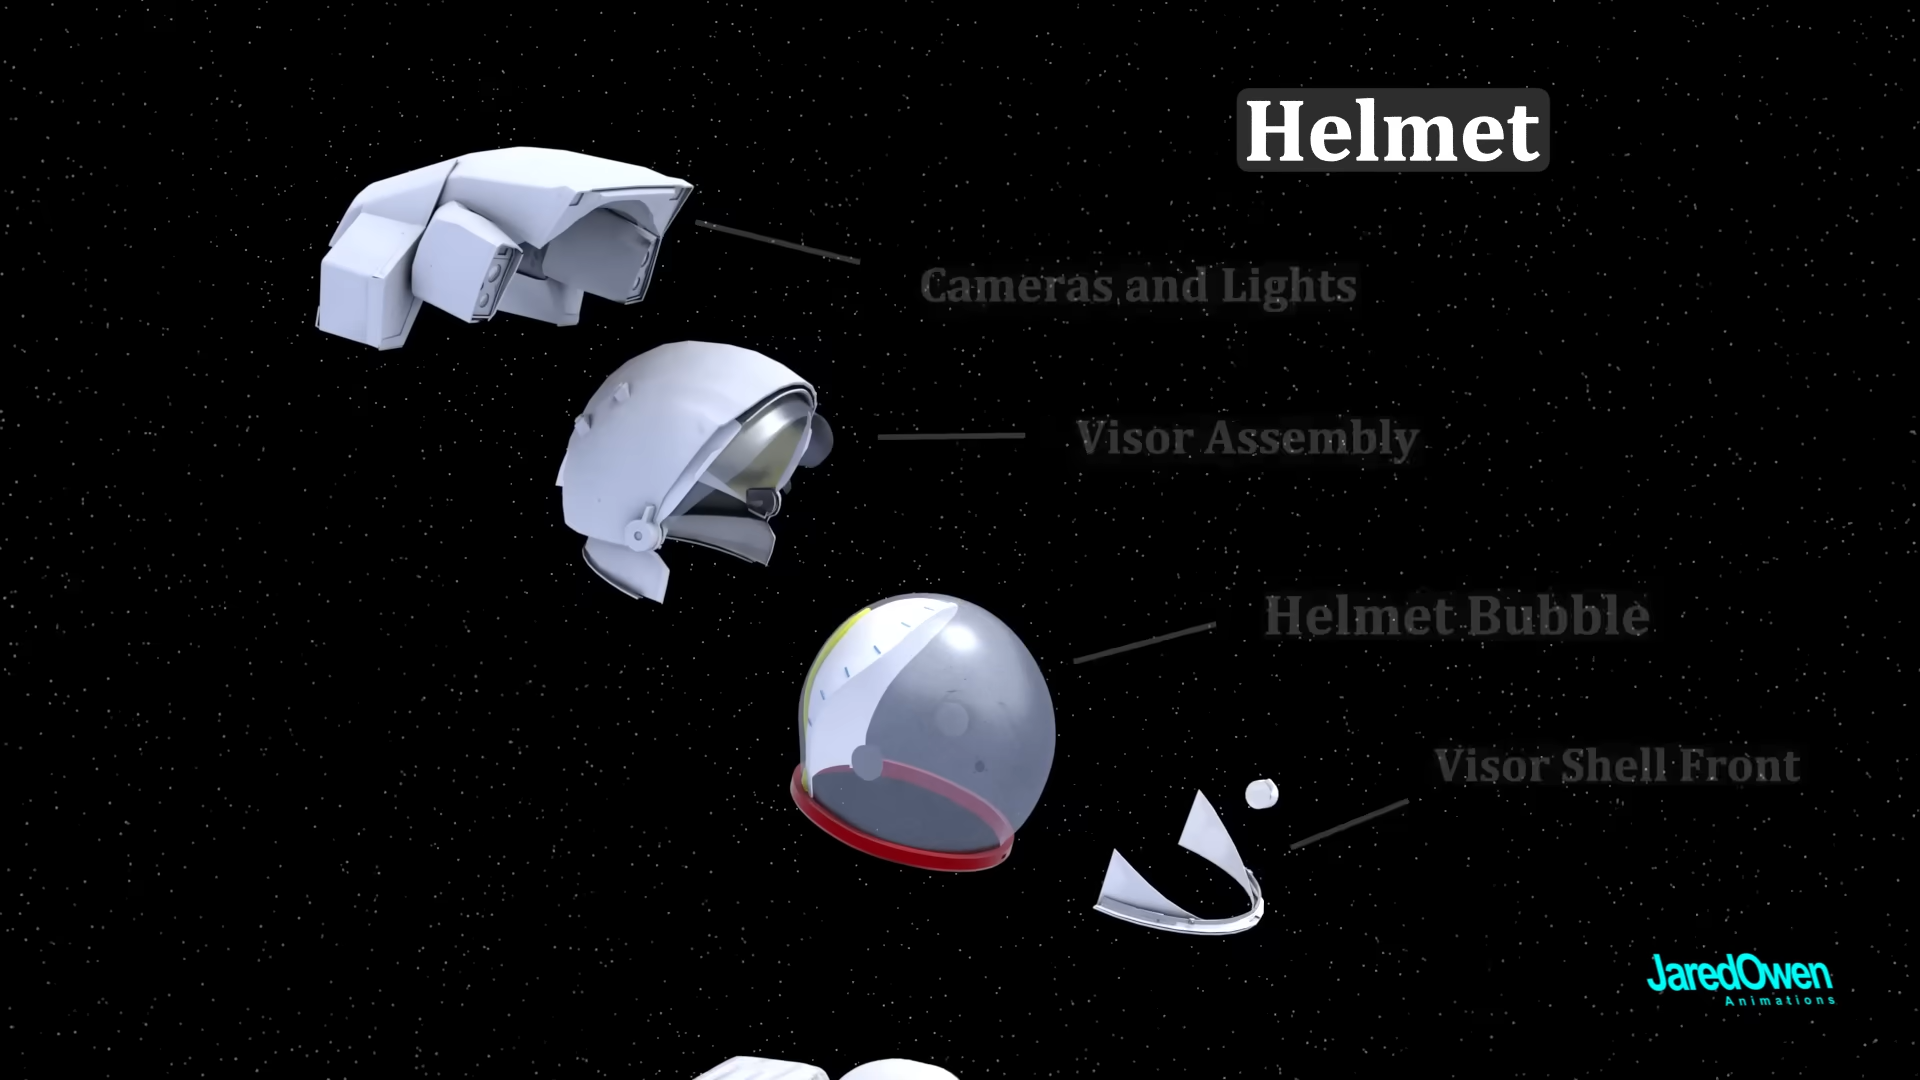 Helmet
Cameras and Lights
Visor Assembly
Helmet Bubble
Visor Shell Front
JaredOwen
Animations